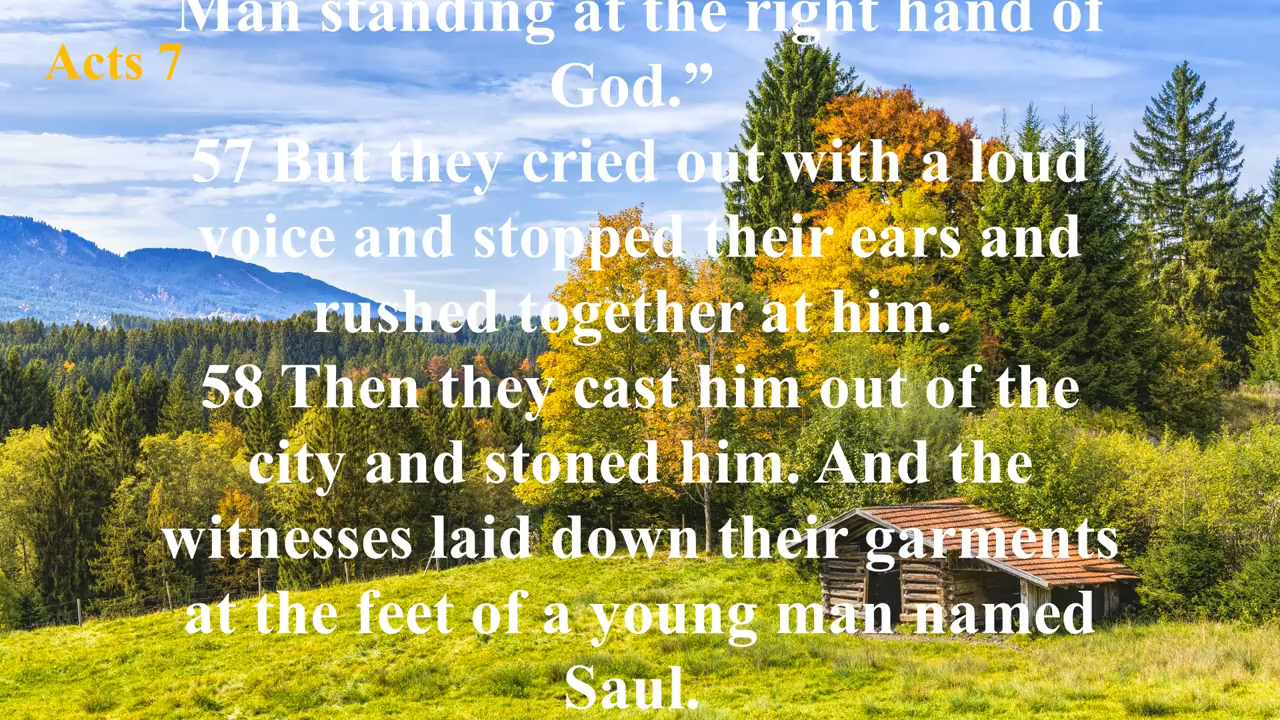 Man standing at the right hand of
Acts 7
God.”
57 But they cried out with a loud
voice and stopped their ears and
rushed together at him.
58 Then they cast him out of the
city and stoned him. And the
witnesses laid down their garments
at the feet of a young man named
Saul.